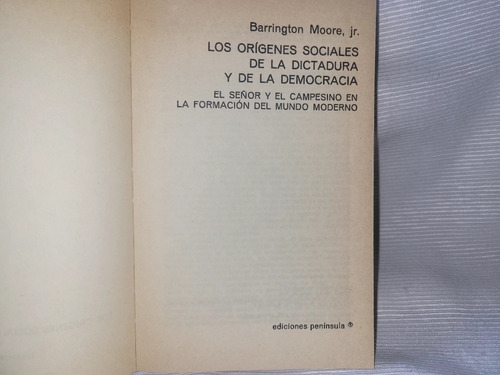 Barrington Moore, jr.
LOS ORÍGENES SOCIALES
DE LA DICTADURA
Y DE LA DEMOCRACIA
EL SEÑOR Y EL CAMPESINO EN
LA FORMACIÓN DEL MUNDO MODERNO
ediciones península ®